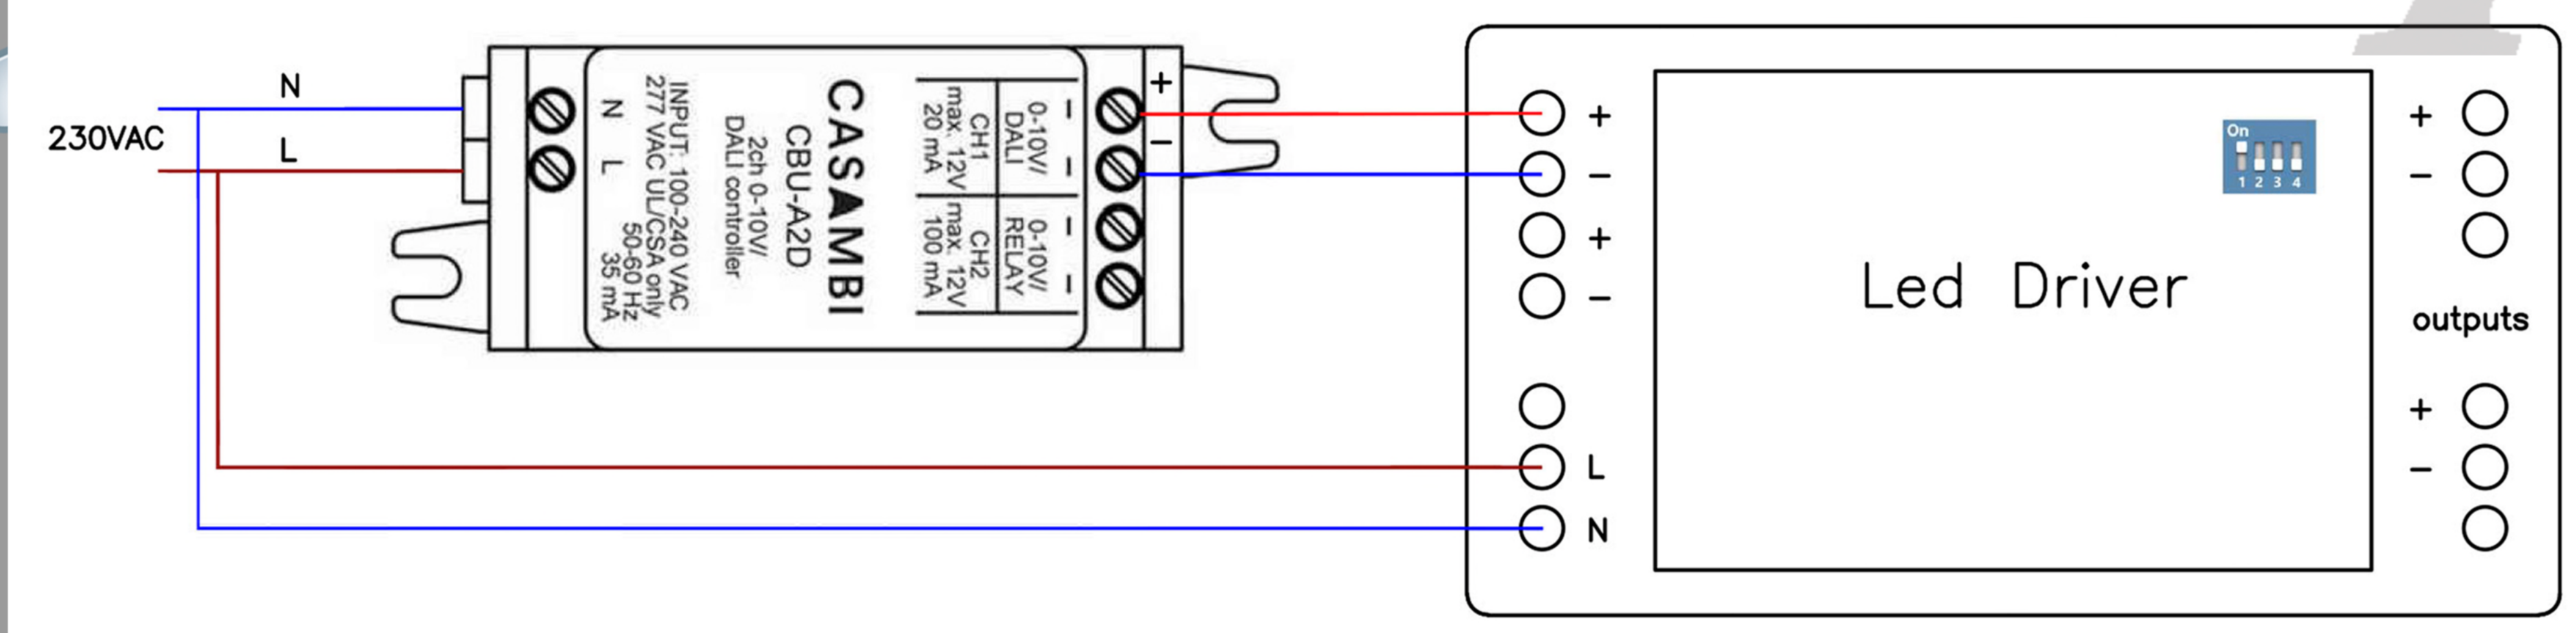 N
230VAC
L
N
L
INPUT: 100-240 VAC
277 VAC UL/CSA only
50-60 Hz
35 mA
2ch 0-10V/
DALI controller
CBU-A2D
CASAMBI
0-10V/
DALI
CH1
max. 12V
20 mA
0-10V/
RELAY
CH2
max. 12V
100 mA
- - - -
+
−
+
−
+
−
L
N
Led Driver
On
1 2 3 4
+
−
outputs
+
−